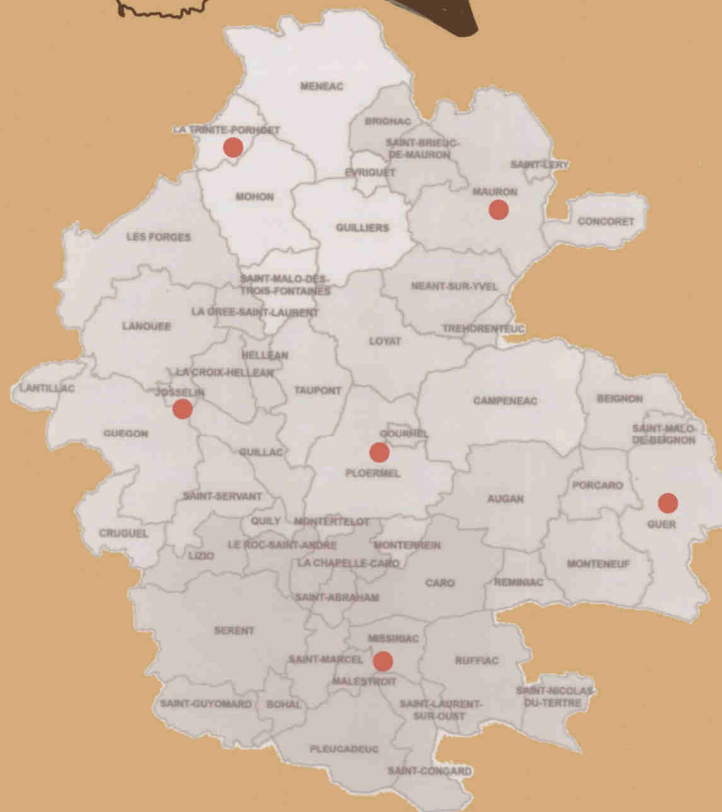 MENEAC
BRIGNAC
LA TRINITE-PORHOET
SAINT-BRIEUC-
DE-MAURON
SAINT-LERY
EVRIGUET
MAURON
MOHON
CONCORET
GUILLIERS
LES FORGES
SAINT-MALO-DES-
TROIS-FONTAINES
NEANT-SUR-YVEL
LA GREE-SAINT-LAURENT
LANOUEE
TREHORENTEUC
LOYAT
HELLEAN
LA CROIX-HELLEAN
LANTILLAC
JOSSELIN
TAUPONT
CAMPENEAC
BEIGNON
GUEGON
GOURHEL
SAINT-MALO-
DE-BEIGNON
GUILLAC
PLOERMEL
PORCARO
SAINT-SERVANT
AUGAN
GUER
CRUGUEL
QUILY
MONTERTELOT
LE ROC-SAINT-ANDRE
MONTERREIN
LIZIO
LA CHAPELLE-CARO
MONTENEUF
CARO
REMINIAC
SAINT-ABRAHAM
SERENT
MISSIRIAC
SAINT-MARCEL
RUFFIAC
MALESTROIT
SAINT-NICOLAS-
DU-TERTRE
SAINT-GUYOMARD
BOHAL
SAINT-LAURENT-
SUR-OUST
PLEUCADEUC
SAINT-CONGARD